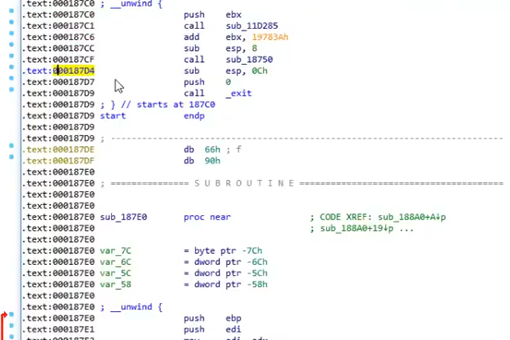 .text:000187C0 ; __unwind {
.text:000187C0 push ebx
.text:000187C1 call sub_11D285
.text:000187C6 add ebx, 19783Ah
.text:000187CC sub esp, 8
.text:000187CF call sub_18750
.text:000187D4 sub esp, 0Ch
.text:000187D7 push 0
.text:000187D9 call _exit
.text:000187D9 ; } // starts at 187C0
.text:000187D9 start endp
.text:000187D9
.text:000187D9 ; ---------------------------------------------------------------------------
.text:000187DE db 66h ; f
.text:000187DF db 90h
.text:000187E0
.text:000187E0 ; =============== S U B R O U T I N E =======================================
.text:000187E0
.text:000187E0
.text:000187E0 sub_187E0 proc near ; CODE XREF: sub_188A0+A↓p
.text:000187E0 ; sub_188A0+19↓p ...
.text:000187E0
.text:000187E0 var_7C = byte ptr -7Ch
.text:000187E0 var_6C = dword ptr -6Ch
.text:000187E0 var_5C = dword ptr -5Ch
.text:000187E0 var_58 = dword ptr -58h
.text:000187E0
.text:000187E0 ; __unwind {
.text:000187E0 push ebp
.text:000187E1 push edi